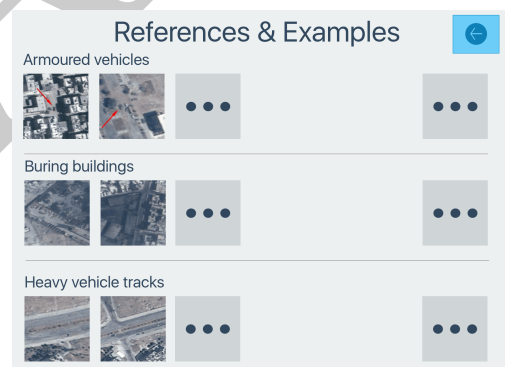 References & Examples
Armoured vehicles
Buring buildings
Heavy vehicle tracks